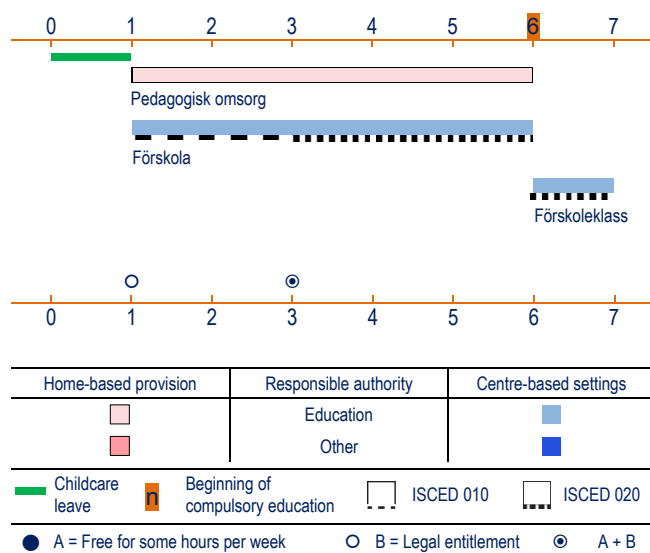 0 1 2 3 4 5 6 7
Pedagogisk omsorg
Förskola
Förskoleklass
0 1 2 3 4 5 6 7
Home-based provision Responsible authority Centre-based settings
Education
Other
Childcare leave n Beginning of compulsory education ISCED 010 ISCED 020
A = Free for some hours per week B = Legal entitlement A + B